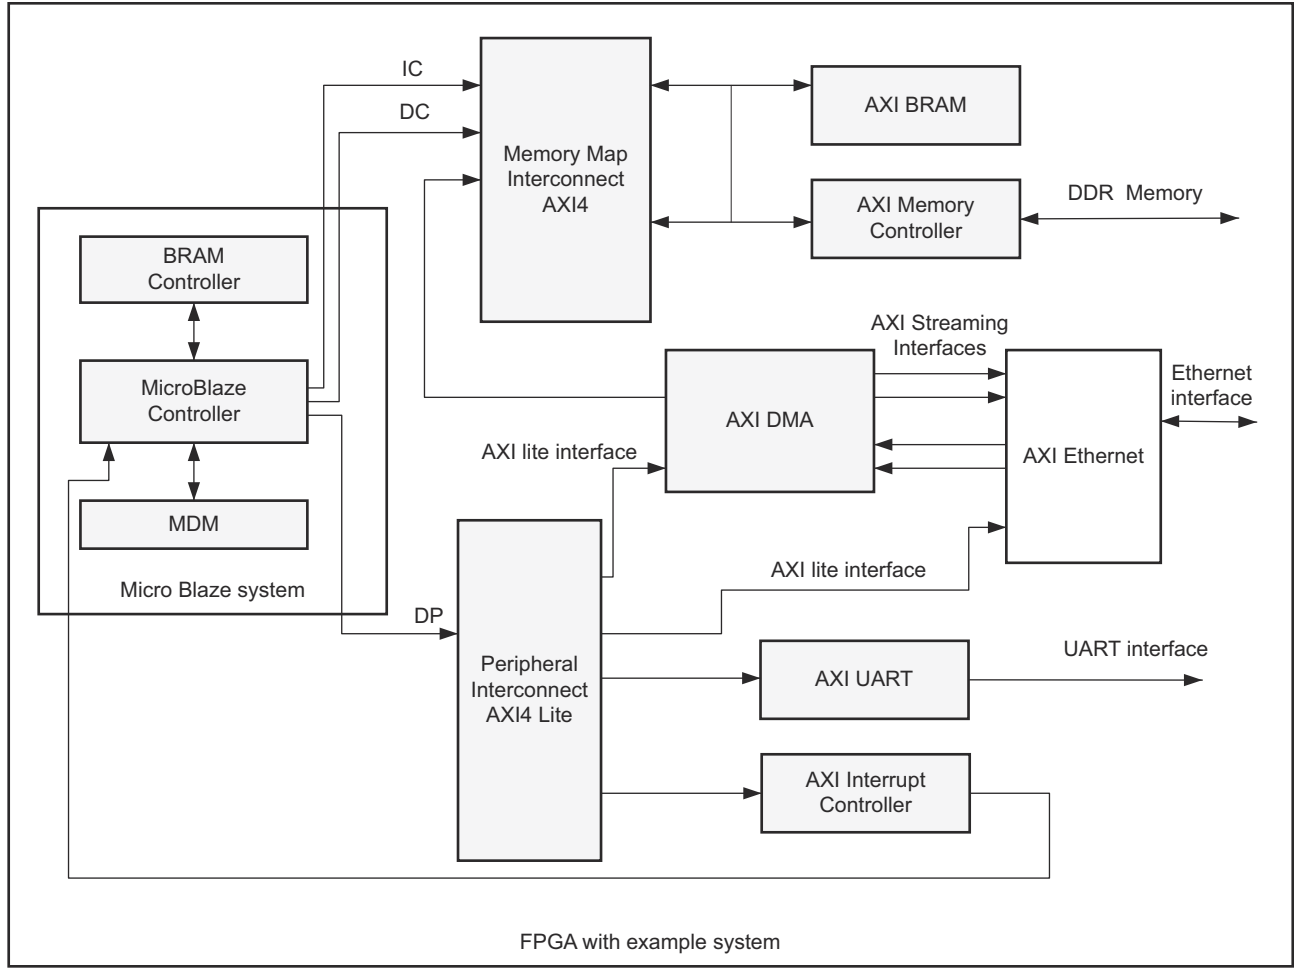 IC
DC
Memory Map
Interconnect
AXI4
AXI BRAM
AXI Memory
Controller
DDR Memory
BRAM
Controller
MicroBlaze
Controller
MDM
Micro Blaze system
AXI Streaming
Interfaces
AXI DMA
AXI Ethernet
Ethernet
interface
AXI lite interface
AXI lite interface
DP
Peripheral
Interconnect
AXI4 Lite
AXI UART
UART interface
AXI Interrupt
Controller
FPGA with example system